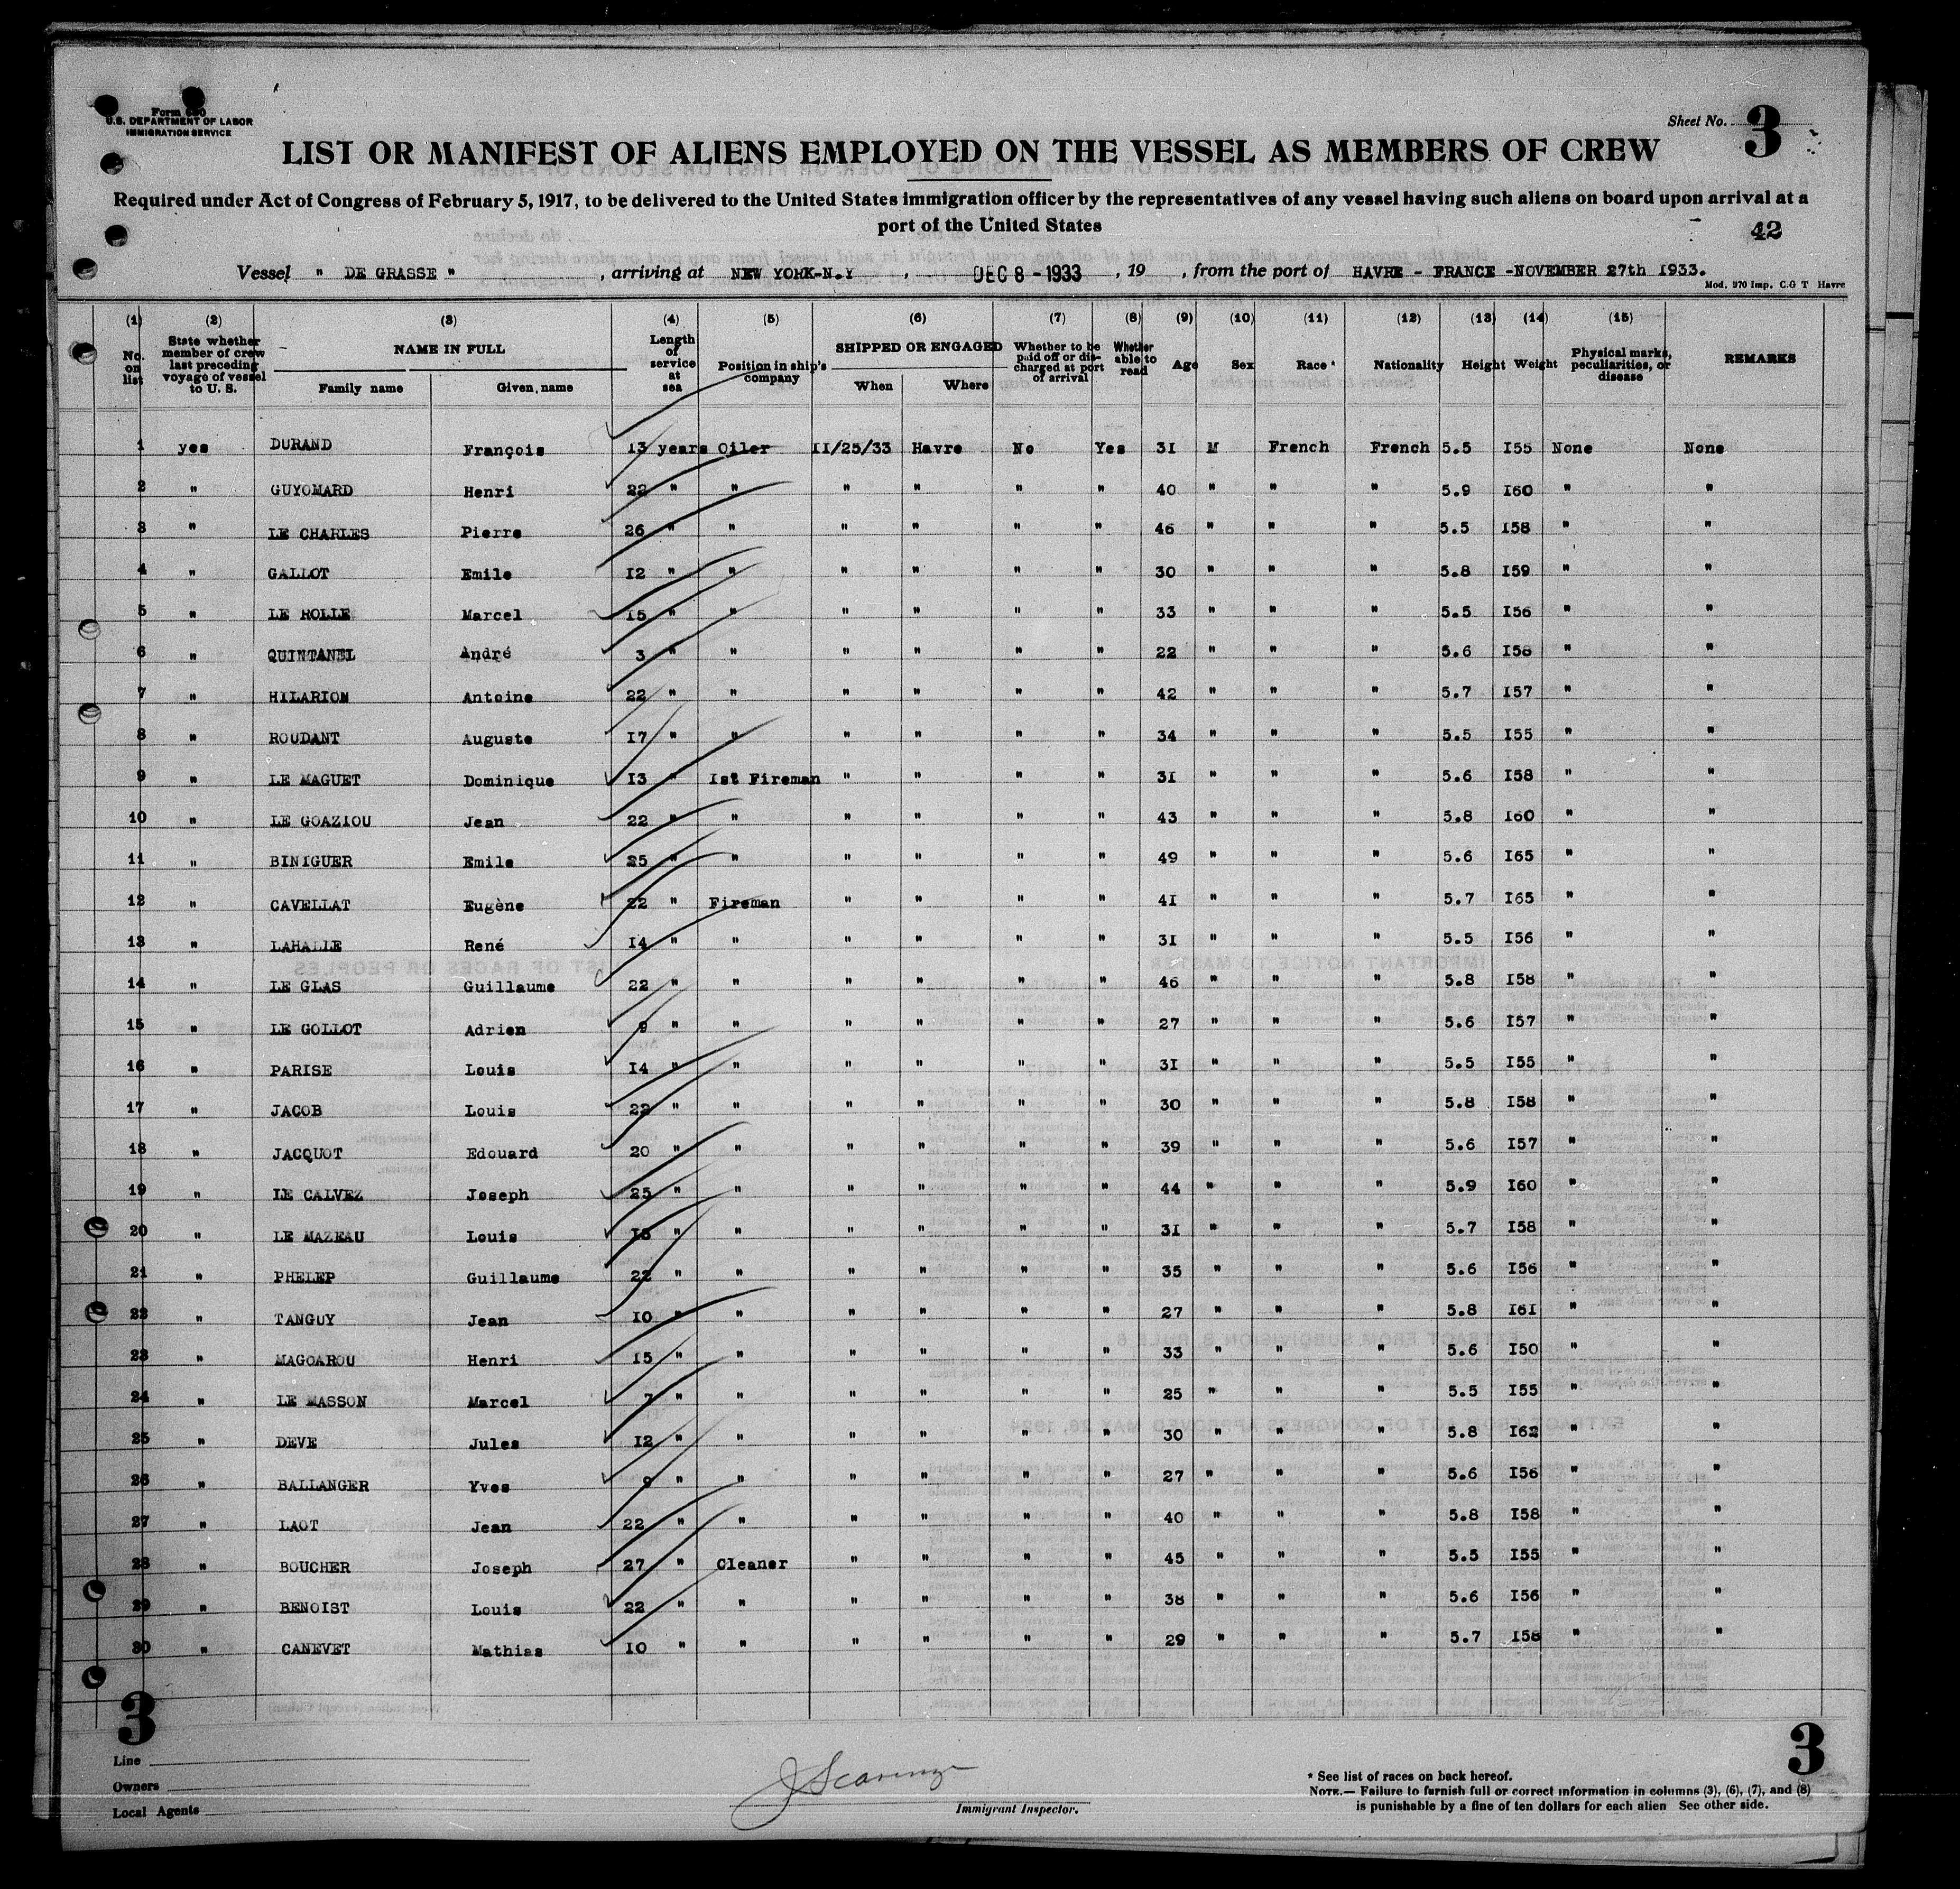 Form 680
U.S. DEPARTMENT OF LABOR
IMMIGRATION SERVICE
Sheet No. 3
LIST OR MANIFEST OF ALIENS EMPLOYED ON THE VESSEL AS MEMBERS OF CREW
Required under Act of Congress of February 5, 1917, to be delivered to the United States immigration officer by the representatives of any vessel having such aliens on board upon arrival at a
port of the United States
42
Vessel " DE GRASSE " , arriving at NEW YORK-N.Y , DEC 8 - 1933 , 19 , from the port of HAVRE - FRANCE -NOVEMBER 27th 1933.
Mod. 970 Imp. C.G T Havre
(1) (2) (3) (4) (5) (6) (7) (8) (9) (10) (11) (12) (13) (14) (15)
No. on list State whether member of crew last preceding voyage of vessel to U. S. NAME IN FULL Family name Given name Length of service at sea Position in ship's company SHIPPED OR ENGAGED When Where Whether to be paid off or discharged at port of arrival Whether able to read Age Sex Race * Nationality Height Weight Physical marks, peculiarities, or disease REMARKS
1 yes DURAND François 13 years Oiler 11/25/33 Havre No Yes 31 M French French 5.5 155 None None
2 " GUYOMARD Henri 22 " " " " " " 40 " " " 5.9 160 " "
3 " LE CHARLES Pierre 26 " " " " " " 46 " " " 5.5 158 " "
4 " GALLOT Emile 12 " " " " " " 30 " " " 5.8 159 " "
5 " LE ROLLE Marcel 15 " " " " " " 33 " " " 5.5 156 " "
6 " QUINTANEL André 3 " " " " " " 22 " " " 5.6 158 " "
7 " HILARION Antoine 22 " " " " " " 42 " " " 5.7 157 " "
8 " ROUDANT Auguste 17 " " " " " " 34 " " " 5.5 155 " "
9 " LE MAGUET Dominique 13 " 1st Fireman " " " " 31 " " " 5.6 158 " "
10 " LE GOAZIOU Jean 22 " " " " " " 43 " " " 5.8 160 " "
11 " BINIGUER Emile 25 " " " " " " 49 " " " 5.6 165 " "
12 " CAVELLAT Eugène 22 " Fireman " " " " 41 " " " 5.7 165 " "
13 " LAHALLE René 14 " " " " " " 31 " " " 5.5 156 " "
14 " LE GLAS Guillaume 22 " " " " " " 46 " " " 5.8 158 " "
15 " LE GOLLOT Adrien 9 " " " " " " 27 " " " 5.6 157 " "
16 " PARISE Louis 14 " " " " " " 31 " " " 5.5 155 " "
17 " JACOB Louis 22 " " " " " " 30 " " " 5.8 158 " "
18 " JACQUOT Edouard 20 " " " " " " 39 " " " 5.6 157 " "
19 " LE CALVEZ Joseph 25 " " " " " " 44 " " " 5.9 160 " "
20 " LE MAZEAU Louis " " " " " " 31 " " " 5.7 158 " "
21 " PHELEP Guillaume 22 " " " " " " 35 " " " 5.6 156 " "
22 " TANGUY Jean 10 " " " " " " 27 " " " 5.8 161 " "
23 " MAGOAROU Henri 15 " " " " " " 33 " " " 5.6 150 " "
24 " LE MASSON Marcel 7 " " " " " " 25 " " " 5.5 155 " "
25 " DEVE Jules 12 " " " " " " 30 " " " 5.8 162 " "
26 " BALLANGER Yves 9 " " " " " " 27 " " " 5.6 156 " "
27 " LAOT Jean 22 " " " " " " 40 " " " 5.8 158 " "
28 " BOUCHER Joseph 27 " Cleaner " " " " 45 " " " 5.5 155 " "
29 " BENOIST Louis 22 " " " " " " 38 " " " 5.6 156 " "
30 " CANEVET Mathias 10 " " " " " " 29 " " " 5.7 158 " "
3
3
Line
Owners
Local Agents
Immigrant Inspector.
* See list of races on back hereof.
NOTE.— Failure to furnish full or correct information in columns (3), (6), (7), and (8)
is punishable by a fine of ten dollars for each alien See other side.